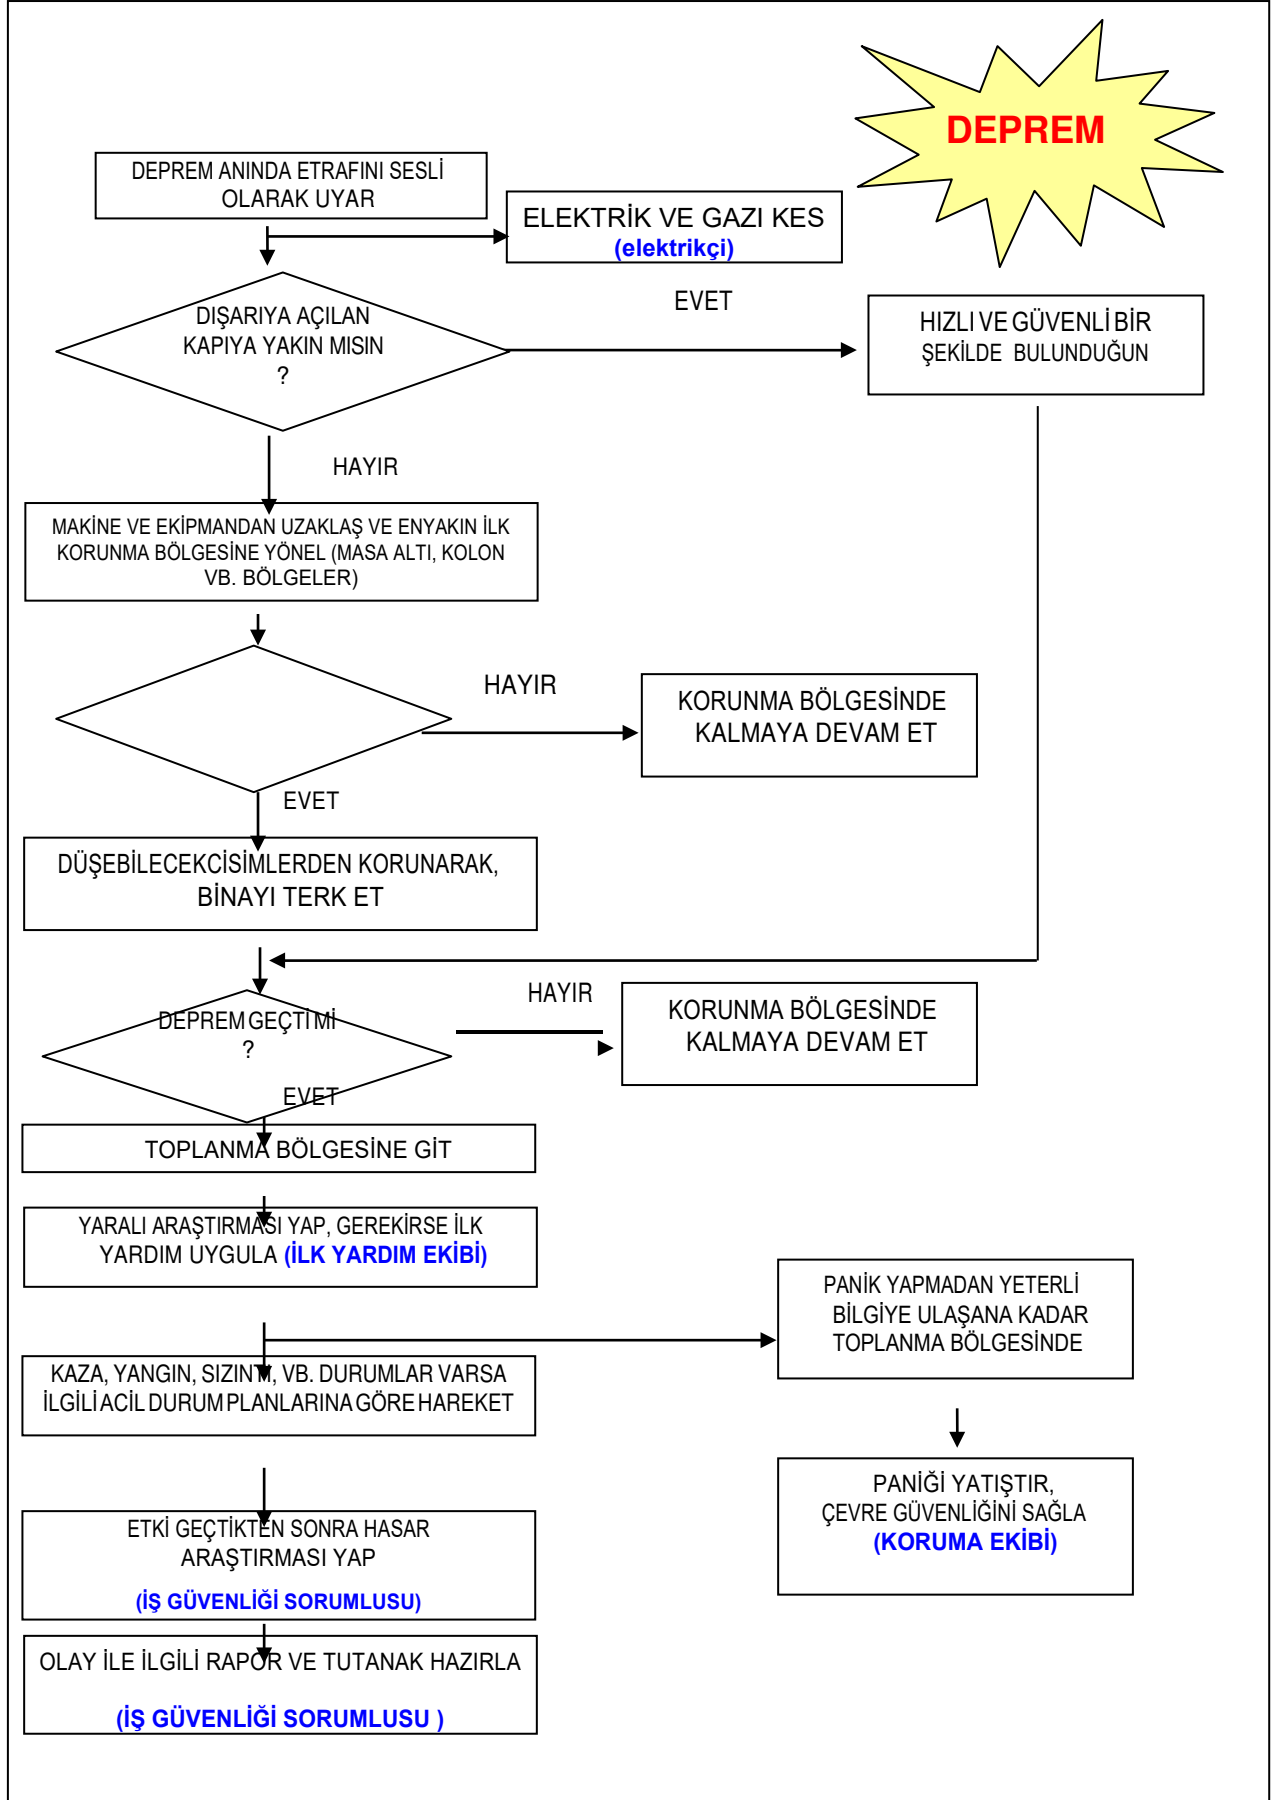 DEPREM
DEPREM ANINDA ETRAFINI SESLİ
OLARAK UYAR
ELEKTRİK VE GAZI KES
(elektrikçi)
DIŞARIYA AÇILAN
KAPIYA YAKIN MISIN
?
EVET
HIZLI VE GÜVENLİ BİR
ŞEKİLDE BULUNDUĞUN
HAYIR
MAKİNE VE EKİPMANDAN UZAKLAŞ VE ENYAKIN İLK
KORUNMA BÖLGESİNE YÖNEL (MASA ALTI, KOLON
VB. BÖLGELER)
HAYIR
KORUNMA BÖLGESİNDE
KALMAYA DEVAM ET
EVET
DÜŞEBİLECEKCİSİMLERDEN KORUNARAK,
BİNAYI TERK ET
DEPREM GEÇTİ Mİ
?
HAYIR
KORUNMA BÖLGESİNDE
KALMAYA DEVAM ET
EVET
TOPLANMA BÖLGESİNE GİT
YARALI ARAŞTIRMASI YAP, GEREKİRSE İLK
YARDIM UYGULA (İLK YARDIM EKİBİ)
PANİK YAPMADAN YETERLİ
BİLGİYE ULAŞANA KADAR
TOPLANMA BÖLGESİNDE
KAZA, YANGIN, SIZINTI, VB. DURUMLAR VARSA
İLGİLİ ACİL DURUM PLANLARINA GÖRE HAREKET
PANİĞİ YATIŞTIR,
ÇEVRE GÜVENLİĞİNİ SAĞLA
(KORUMA EKİBİ)
ETKİ GEÇTİKTEN SONRA HASAR
ARAŞTIRMASI YAP
(İŞ GÜVENLİĞİ SORUMLUSU)
OLAY İLE İLGİLİ RAPOR VE TUTANAK HAZIRLA
(İŞ GÜVENLİĞİ SORUMLUSU )